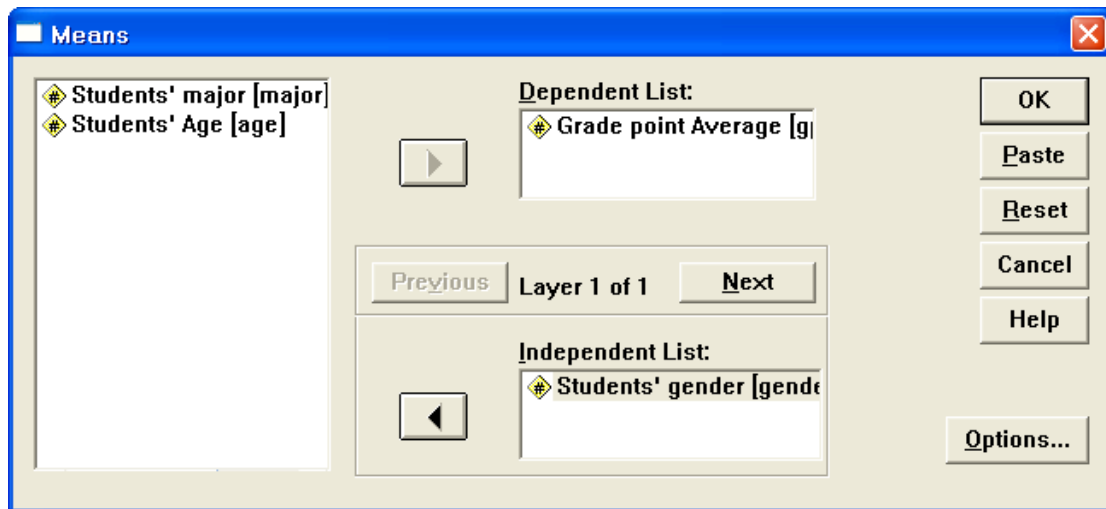 Means
Students' major [major]
Students' Age [age]
Dependent List:
Grade point Average [g
Previous
Layer 1 of 1
Next
Independent List:
Students' gender [gende
OK
Paste
Reset
Cancel
Help
Options...